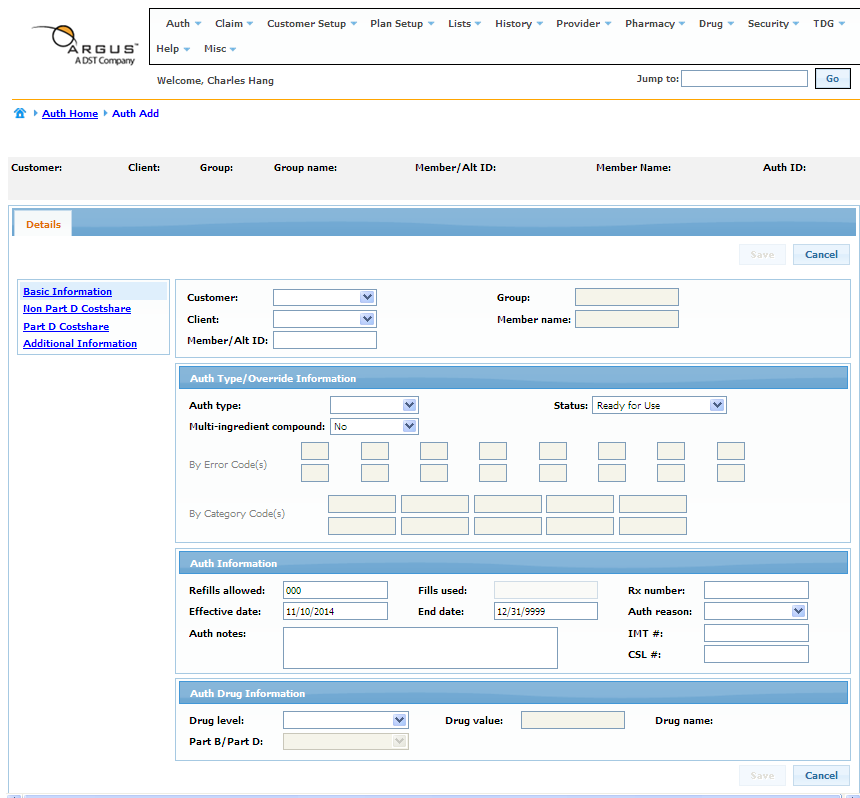 Auth Claim Customer Setup Plan Setup Lists History Provider Pharmacy Drug Security TDG
Help Misc
ARGUS™
A DST Company
Welcome, Charles Hang Jump to: Go
Auth Home Auth Add
Customer: Client: Group: Group name: Member/Alt ID: Member Name: Auth ID:
Details
Save Cancel
Basic Information
Non Part D Costshare
Part D Costshare
Additional Information
Customer: Group:
Client: Member name:
Member/Alt ID:
Auth Type/Override Information
Auth type: Status: Ready for Use
Multi-ingredient compound: No
By Error Code(s)
By Category Code(s)
Auth Information
Refills allowed: 000 Fills used: Rx number:
Effective date: 11/10/2014 End date: 12/31/9999 Auth reason:
Auth notes: IMT #:
CSL #:
Auth Drug Information
Drug level: Drug value: Drug name:
Part B/Part D:
Save Cancel